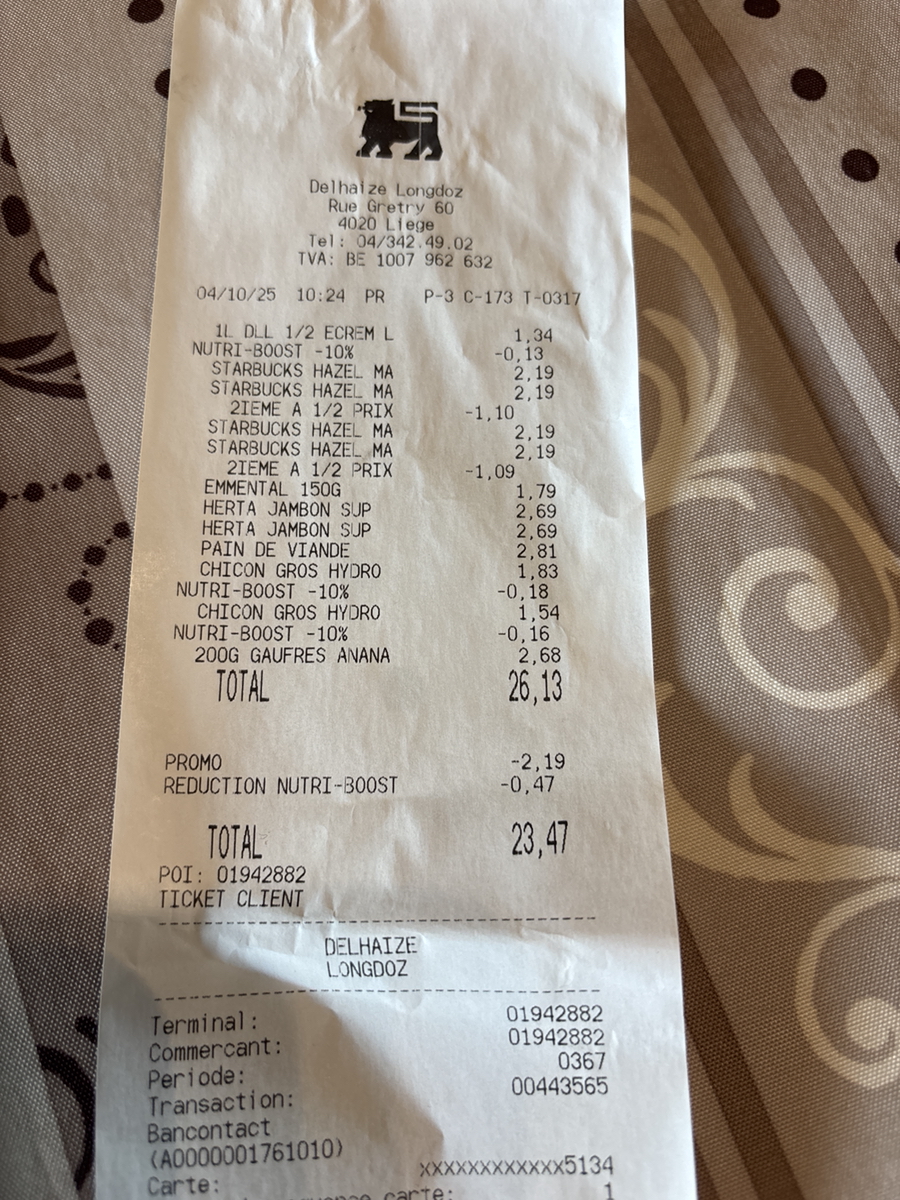 Delhaize Longdoz
Rue Gretry 60
4020 Liege
Tel: 04/342.49.02
TVA: BE 1007 962 632
04/10/25 10:24 PR P-3 C-173 T-0317
1L DLL 1/2 ECREM L 1,34
NUTRI-BOOST -10% -0,13
STARBUCKS HAZEL MA 2,19
STARBUCKS HAZEL MA 2,19
2IEME A 1/2 PRIX -1,10
STARBUCKS HAZEL MA 2,19
STARBUCKS HAZEL MA 2,19
2IEME A 1/2 PRIX -1,09
EMMENTAL 150G 1,79
HERTA JAMBON SUP 2,69
HERTA JAMBON SUP 2,69
PAIN DE VIANDE 2,81
CHICON GROS HYDRO 1,83
NUTRI-BOOST -10% -0,18
CHICON GROS HYDRO 1,54
NUTRI-BOOST -10% -0,16
200G GAUFRES ANANA 2,68
TOTAL 26,13
PROMO -2,19
REDUCTION NUTRI-BOOST -0,47
TOTAL 23,47
POI: 01942882
TICKET CLIENT
DELHAIZE
LONGDOZ
Terminal: 01942882
Commercant: 01942882
Periode: 0367
Transaction: 00443565
Bancontact
(A0000001761010)
Carte: xxxxxxxxxxxx5134
carte: 1